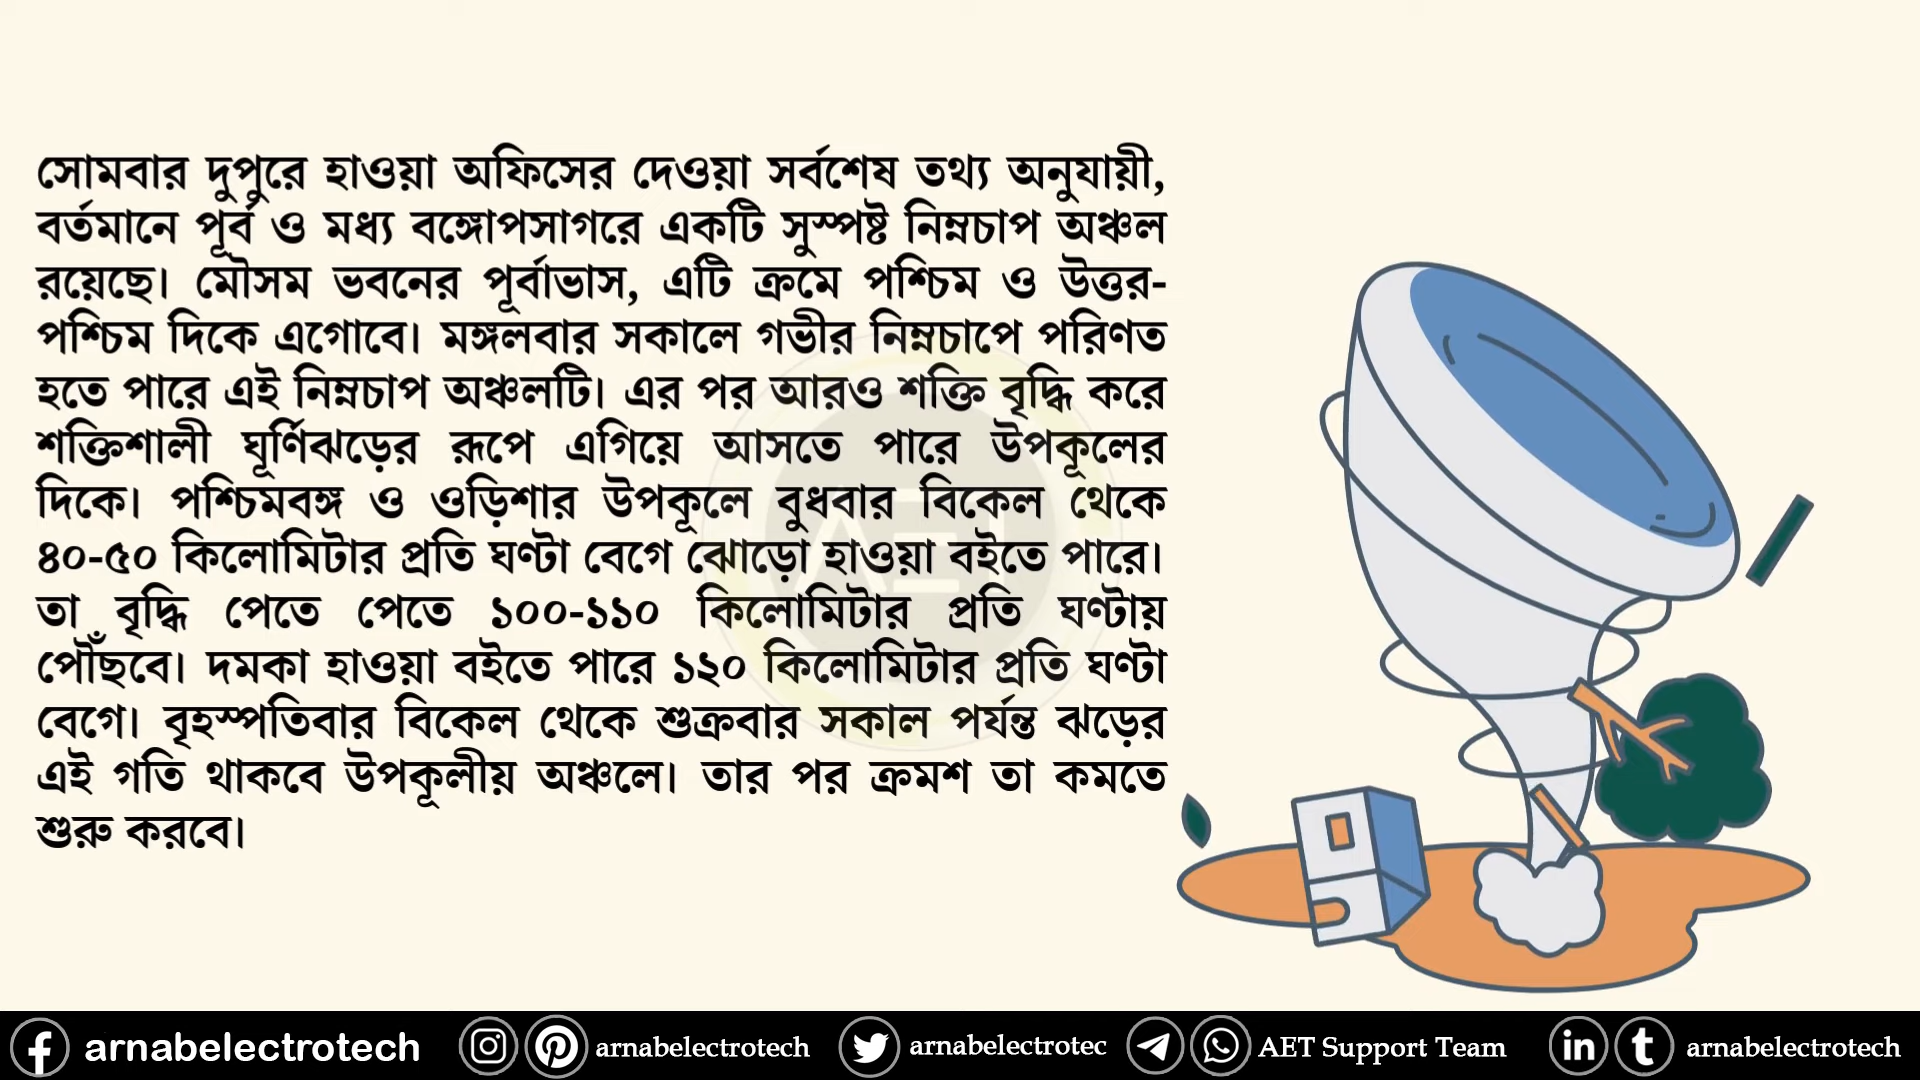 সোমবার দুপুরে হাওয়া অফিসের দেওয়া সর্বশেষ তথ্য অনুযায়ী,
বর্তমানে পূর্ব ও মধ্য বঙ্গোপসাগরে একটি সুস্পষ্ট নিম্নচাপ অঞ্চল
রয়েছে। মৌসম ভবনের পূর্বাভাস, এটি ক্রমে পশ্চিম ও উত্তর-
পশ্চিম দিকে এগোবে। মঙ্গলবার সকালে গভীর নিম্নচাপে পরিণত
হতে পারে এই নিম্নচাপ অঞ্চলটি। এর পর আরও শক্তি বৃদ্ধি করে
শক্তিশালী ঘূর্ণিঝড়ের রূপে এগিয়ে আসতে পারে উপকূলের
দিকে। পশ্চিমবঙ্গ ও ওড়িশার উপকূলে বুধবার বিকেল থেকে
৪০-৫০ কিলোমিটার প্রতি ঘণ্টা বেগে ঝোড়ো হাওয়া বইতে পারে।
তা বৃদ্ধি পেতে পেতে ১০০-১১০ কিলোমিটার প্রতি ঘণ্টায়
পৌঁছবে। দমকা হাওয়া বইতে পারে ১২০ কিলোমিটার প্রতি ঘণ্টা
বেগে। বৃহস্পতিবার বিকেল থেকে শুক্রবার সকাল পর্যন্ত ঝড়ের
এই গতি থাকবে উপকূলীয় অঞ্চলে। তার পর ক্রমশ তা কমতে
শুরু করবে।
AET
arnabelectrotech arnabelectrotech arnabelectrotec AET Support Team arnabelectrotech